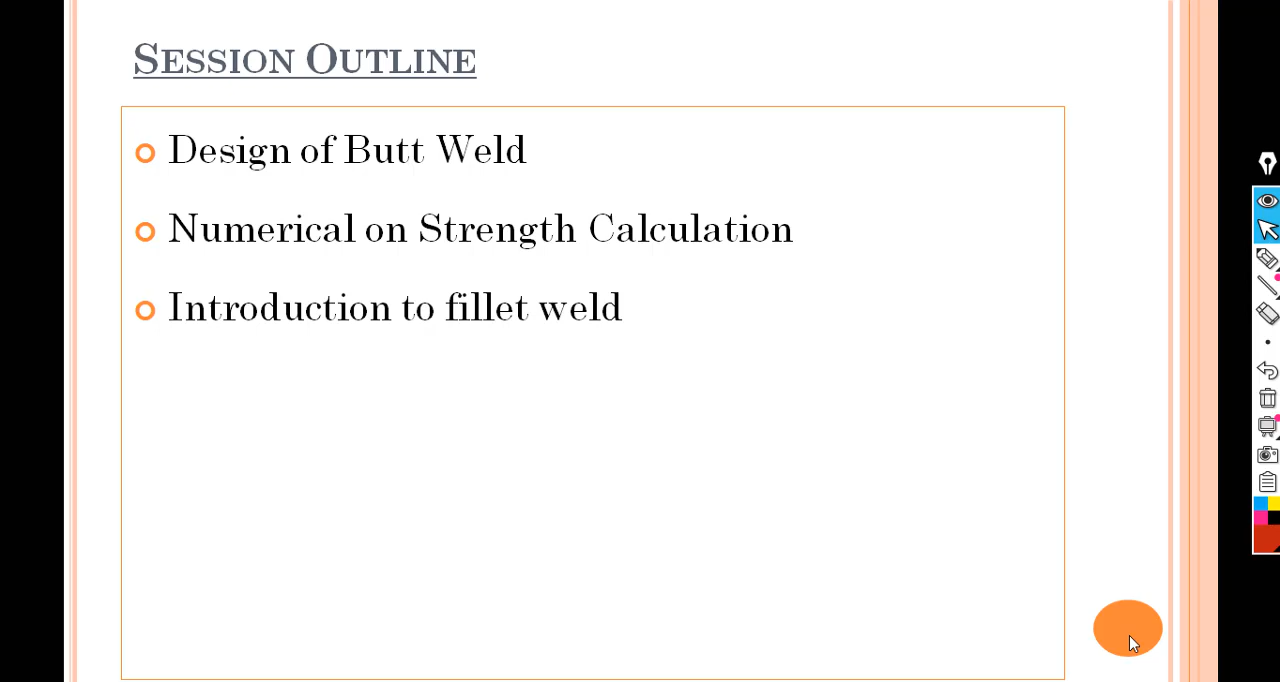 SESSION OUTLINE
Design of Butt Weld
Numerical on Strength Calculation
Introduction to fillet weld